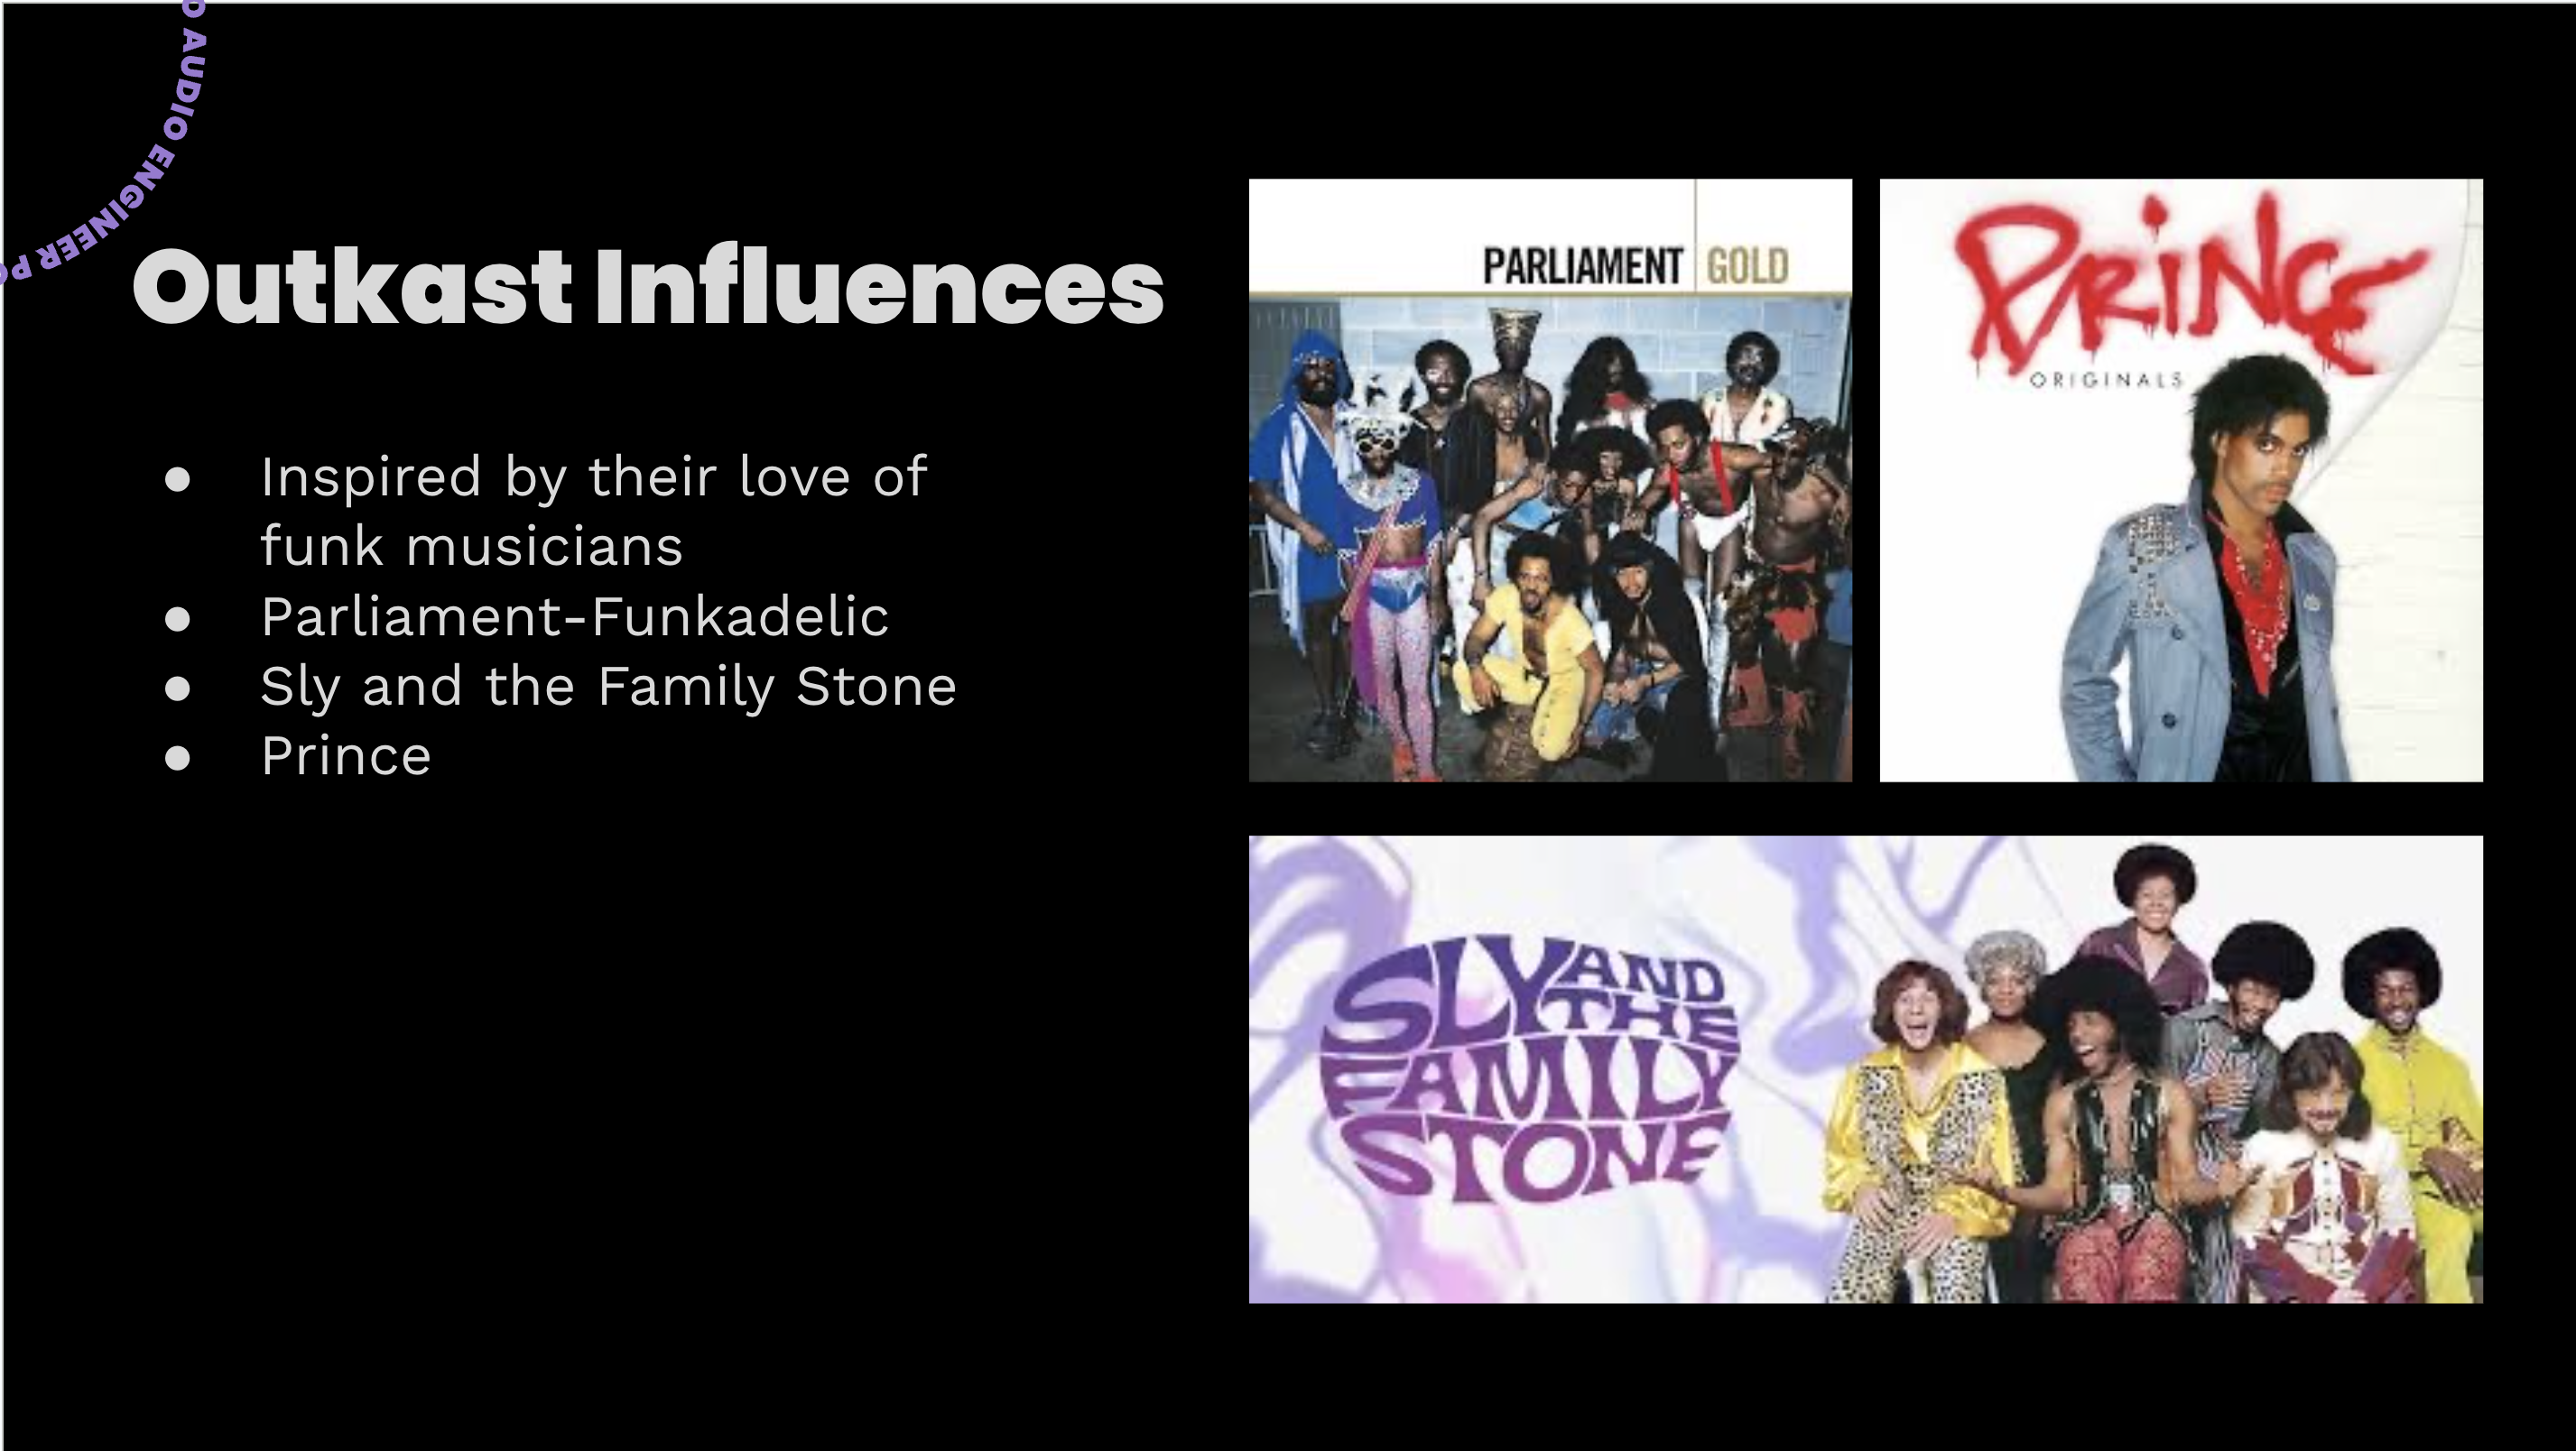 AUDIO ENGINEER
Outkast Influences
● Inspired by their love of
funk musicians
● Parliament-Funkadelic
● Sly and the Family Stone
● Prince
PARLIAMENT GOLD
PRINCE
ORIGINALS
SLY AND
THE
FAMILY
STONE